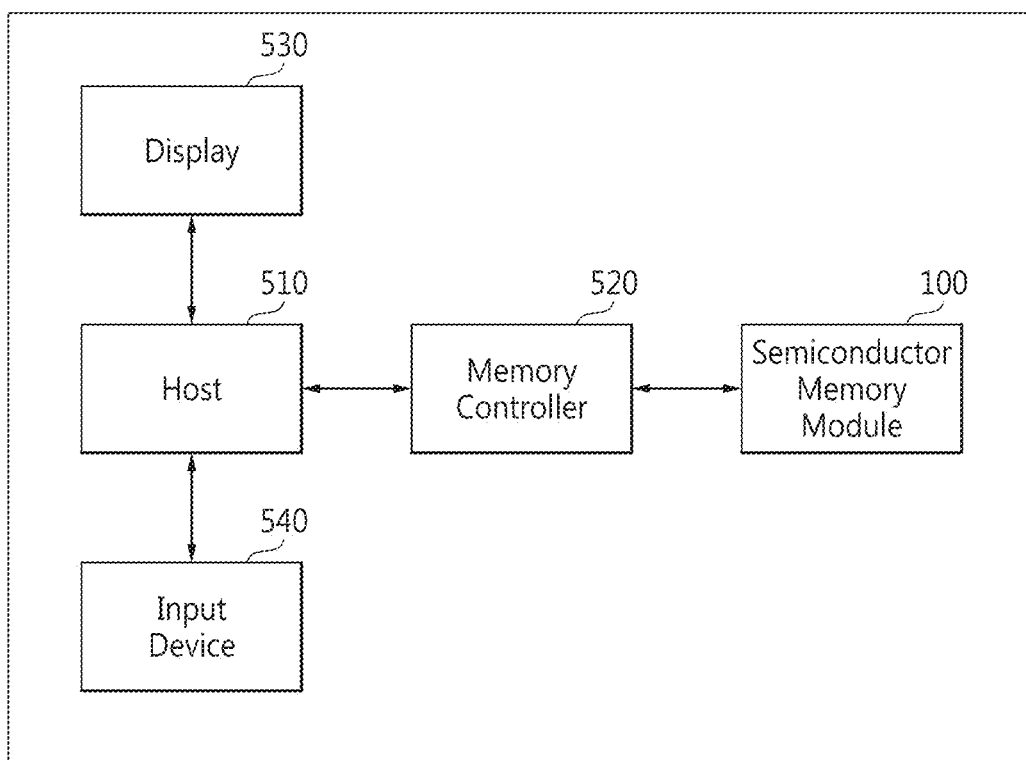 530
Display
510
Host
520
Memory
Controller
100
Semiconductor
Memory
Module
540
Input
Device